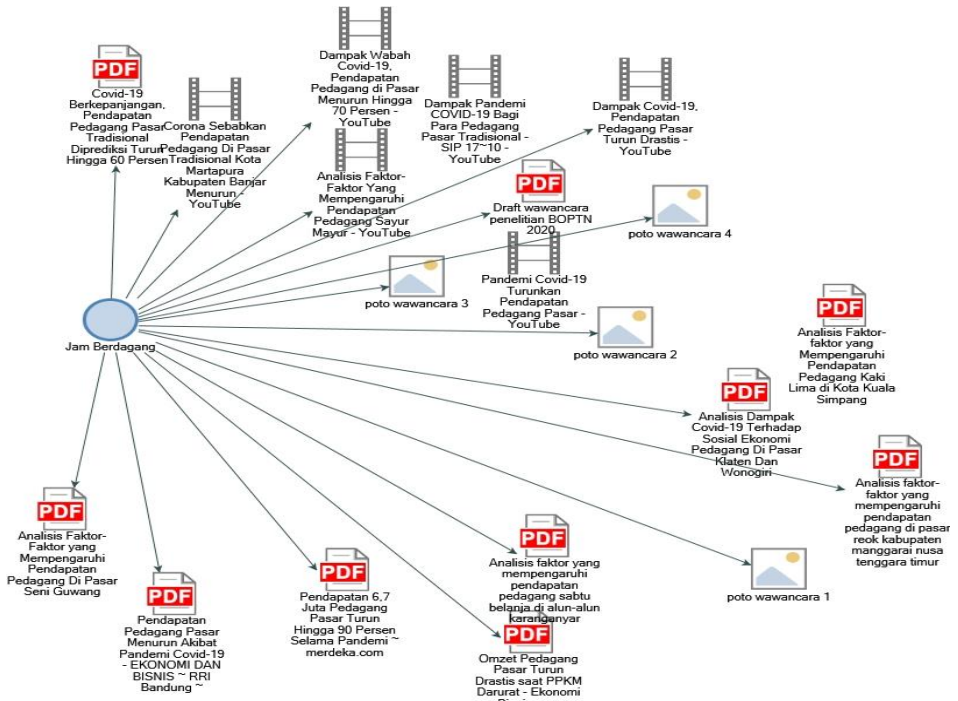 Dampak Wabah
Covid-19,
Pendapatan
Pedagang di Pasar
Menurun Hingga
70 Persen -
YouTube
PDF
Covid-19
Berkepanjangan,
Pendapatan
Pedagang Pasar
Tradisional
Diprediksi Turun
Hingga 60 Persen
Corona Sebabkan
Pendapatan
Pedagang Di Pasar
Tradisional Kota
Martapura
Kabupaten Banjar
Menurun -
YouTube
Dampak Pandemi
COVID-19 Bagi
Para Pedagang
Pasar Tradisional -
SIP 17~10 -
YouTube
Dampak Covid-19,
Pendapatan
Pedagang Pasar
Turun Drastis -
YouTube
Analisis Faktor-
Faktor Yang
Mempengaruhi
Pendapatan
Pedagang Sayur
Mayur - YouTube
PDF
Draft wawancara
penelitian BOPTN
2020
poto wawancara 4
Pandemi Covid-19
Turunkan
Pendapatan
Pedagang Pasar -
YouTube
poto wawancara 3
poto wawancara 2
Jam Berdagang
PDF
Analisis Faktor-
faktor yang
Mempengaruhi
Pendapatan
Pedagang Kaki
Lima di Kota Kuala
Simpang
PDF
Analisis Dampak
Covid-19 Terhadap
Sosial Ekonomi
Pedagang Di Pasar
Klaten Dan
Wonogiri
PDF
Analisis faktor-
faktor yang
mempengaruhi
pendapatan
pedagang di pasar
reok kabupaten
manggarai nusa
tenggara timur
PDF
Analisis Faktor-
Faktor yang
Mempengaruhi
Pendapatan
Pedagang Di Pasar
Seni Guwang
PDF
Pendapatan
Pedagang Pasar
Menurun Akibat
Pandemi Covid-19
- EKONOMI DAN
BISNIS ~ RRI
Bandung ~
PDF
Pendapatan 6,7
Juta Pedagang
Pasar Turun
Hingga 90 Persen
Selama Pandemi ~
merdeka.com
PDF
Analisis faktor yang
mempengaruhi
pendapatan
pedagang sabtu
belanja di alun-alun
karanganyar
PDF
Omzet Pedagang
Pasar Turun
Drastis saat PPKM
Darurat - Ekonomi
poto wawancara 1